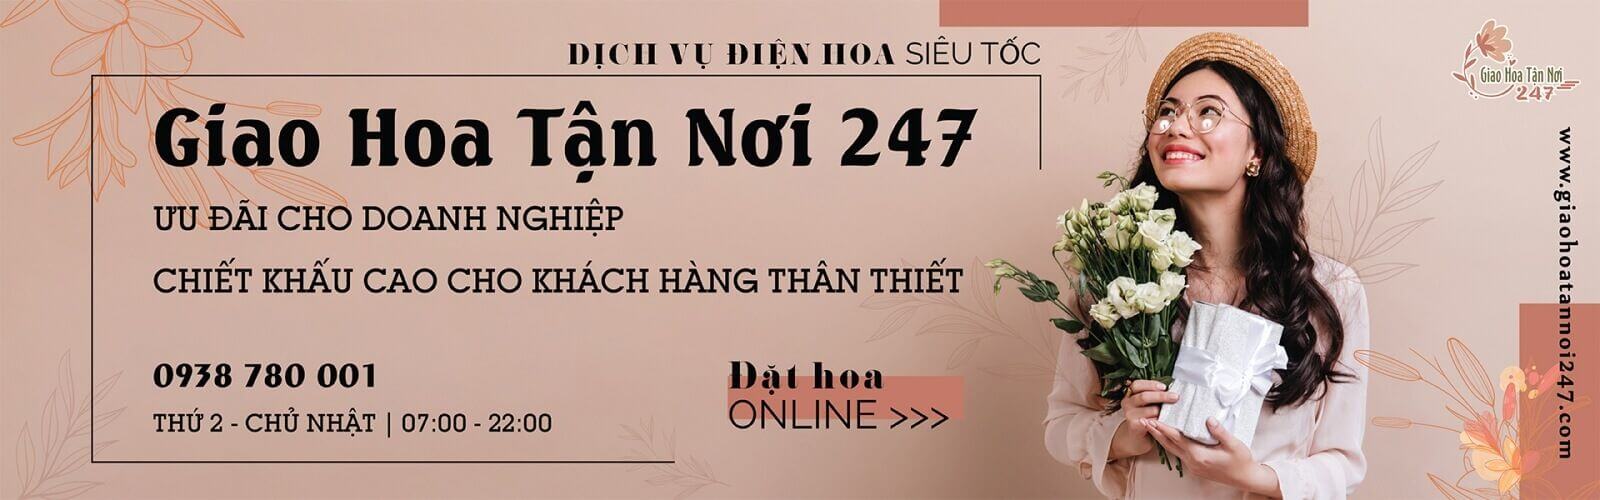 DỊCH VỤ ĐIỆN HOA SIÊU TỐC
Giao Hoa Tận Nơi 247
ƯU ĐÃI CHO DOANH NGHIỆP
CHIẾT KHẤU CAO CHO KHÁCH HÀNG THÂN THIẾT
0938 780 001
THỨ 2 - CHỦ NHẬT | 07:00 - 22:00
Đặt hoa
ONLINE >>>
Giao Hoa Tận Nơi
247
www.giaohoatannoi247.com